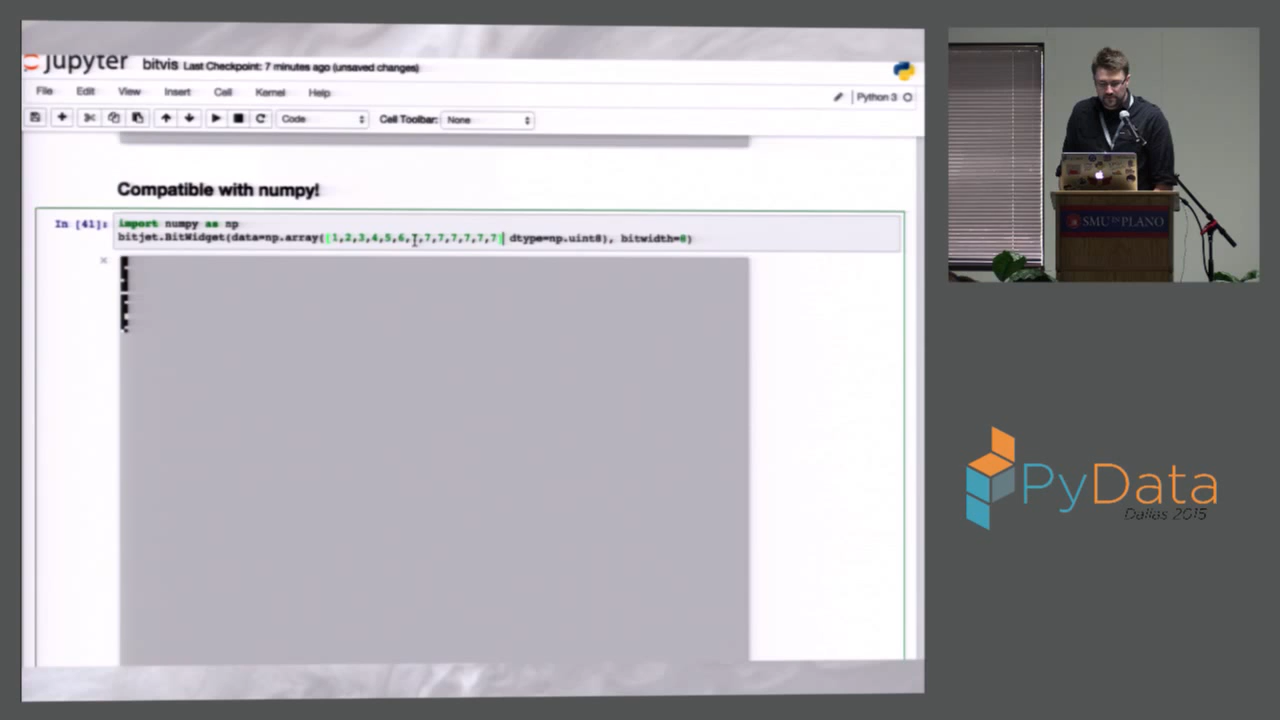 jupyter bitvis Last Checkpoint: 7 minutes ago (unsaved changes)
File Edit View Insert Cell Kernel Help
Python 3
Code Cell Toolbar: None
Compatible with numpy!
In [41]: import numpy as np
bitjet.BitWidget(data=np.array([1,2,3,4,5,6,7,7,7,7,7,7,7] dtype=np.uint8), bitwidth=8)
SMU IN PLANO
PyData
Dallas 2015